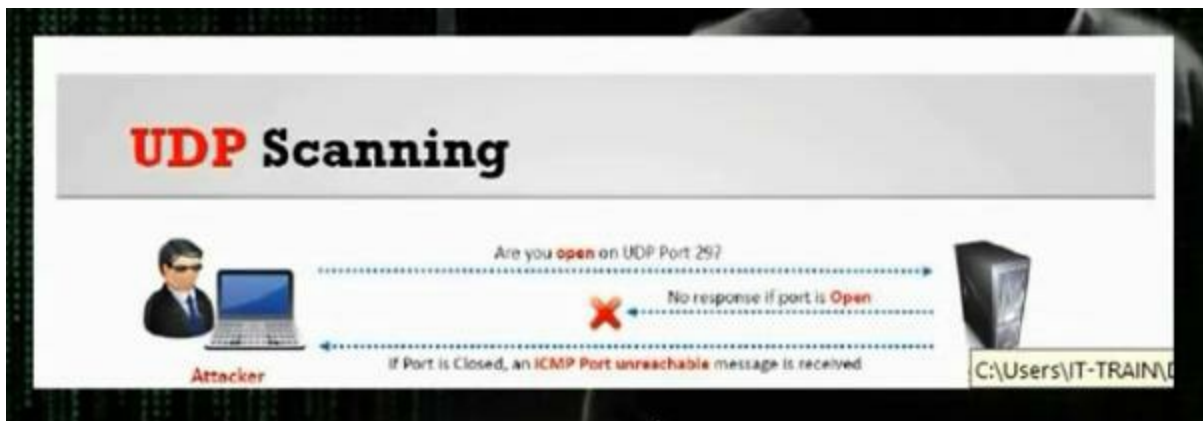 UDP Scanning
Are you open on UDP Port 29?
No response if port is Open
If Port is Closed, an ICMP Port unreachable message is received
Attacker
C:\Users\IT-TRAIN\D